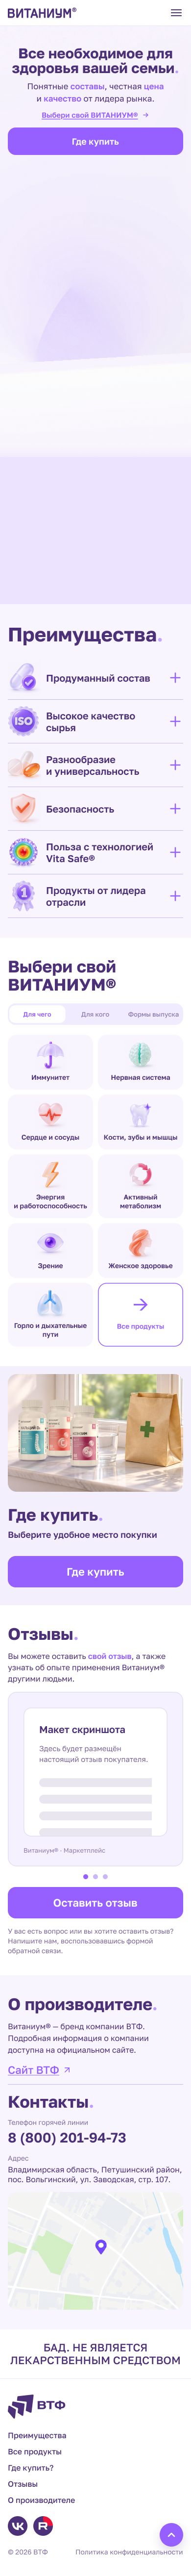 ВИТАНИУМ®
Все необходимое для
здоровья вашей семьи.
Понятные составы, честная цена
и качество от лидера рынка.
Выбери свой ВИТАНИУМ® →
Где купить
Преимущества.
Продуманный состав
Высокое качество
сырья
Разнообразие
и универсальность
Безопасность
Польза с технологией
Vita Safe®
Продукты от лидера
отрасли
Выбери свой
ВИТАНИУМ®
Для чего
Для кого
Формы выпуска
Иммунитет
Нервная система
Сердце и сосуды
Кости, зубы и мышцы
Энергия
и работоспособность
Активный
метаболизм
Зрение
Женское здоровье
Горло и дыхательные
пути
Все продукты
Где купить.
Выберите удобное место покупки
Где купить
Отзывы.
Вы можете оставить свой отзыв, а также
узнать об опыте применения Витаниум®
другими людьми.
Макет скриншота
Здесь будет размещён
настоящий отзыв покупателя.
Витаниум® · Маркетплейс
Оставить отзыв
У вас есть вопрос или вы хотите оставить отзыв?
Напишите нам, воспользовавшись формой
обратной связи.
О производителе.
Витаниум® — бренд компании ВТФ.
Подробная информация о компании
доступна на официальном сайте.
Сайт ВТФ
Контакты.
Телефон горячей линии
8 (800) 201-94-73
Адрес
Владимирская область, Петушинский район,
пос. Вольгинский, ул. Заводская, стр. 107.
БАД. НЕ ЯВЛЯЕТСЯ
ЛЕКАРСТВЕННЫМ СРЕДСТВОМ
ВТФ
Преимущества
Все продукты
Где купить?
Отзывы
О производителе
© 2026 ВТФ
Политика конфиденциальности